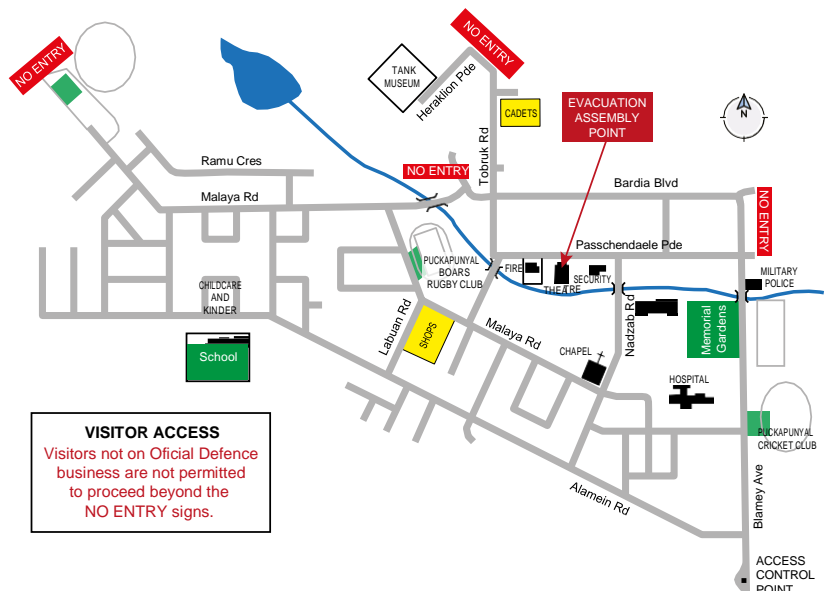 NO ENTRY
NO ENTRY
TANK
MUSEUM
Heraklion Pde
CADETS
EVACUATION
ASSEMBLY
POINT
N
Tobruk Rd
Ramu Cres
NO ENTRY
Malaya Rd
Bardia Blvd
NO ENTRY
Passchendaele Pde
PUCKAPUNYAL
BOARS
RUGBY CLUB
FIRE
THEATRE
SECURITY
MILITARY
POLICE
CHILDCARE
AND
KINDER
Nadzab Rd
Memorial
Gardens
Labuan Rd
SHOPS
Malaya Rd
School
CHAPEL
HOSPITAL
PUCKAPUNYAL
CRICKET CLUB
VISITOR ACCESS
Visitors not on Oficial Defence
business are not permitted
to proceed beyond the
NO ENTRY signs.
Alamein Rd
Blamey Ave
ACCESS
CONTROL
POINT